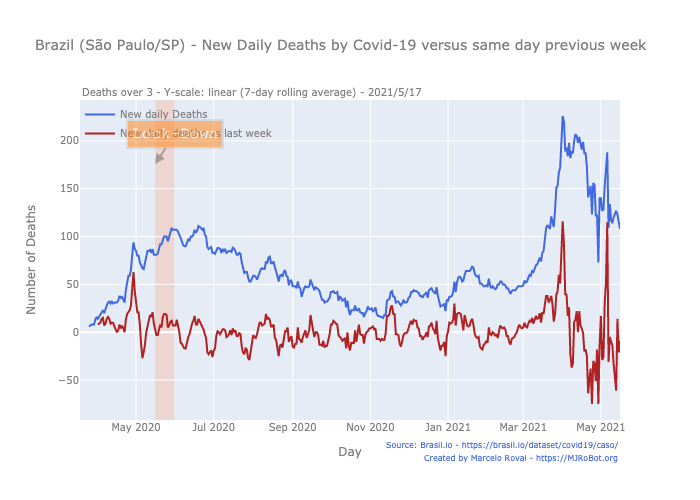 Brazil (São Paulo/SP) - New Daily Deaths by Covid-19 versus same day previous week
Deaths over 3 - Y-scale: linear (7-day rolling average) - 2021/5/17
New daily Deaths
New daily deaths vs last week
Lock Down
200
150
100
50
0
−50
Number of Deaths
May 2020
Jul 2020
Sep 2020
Nov 2020
Jan 2021
Mar 2021
May 2021
Day
Source: Brasil.io - https://brasil.io/dataset/covid19/caso/
Created by Marcelo Rovai - https://MJRoBot.org